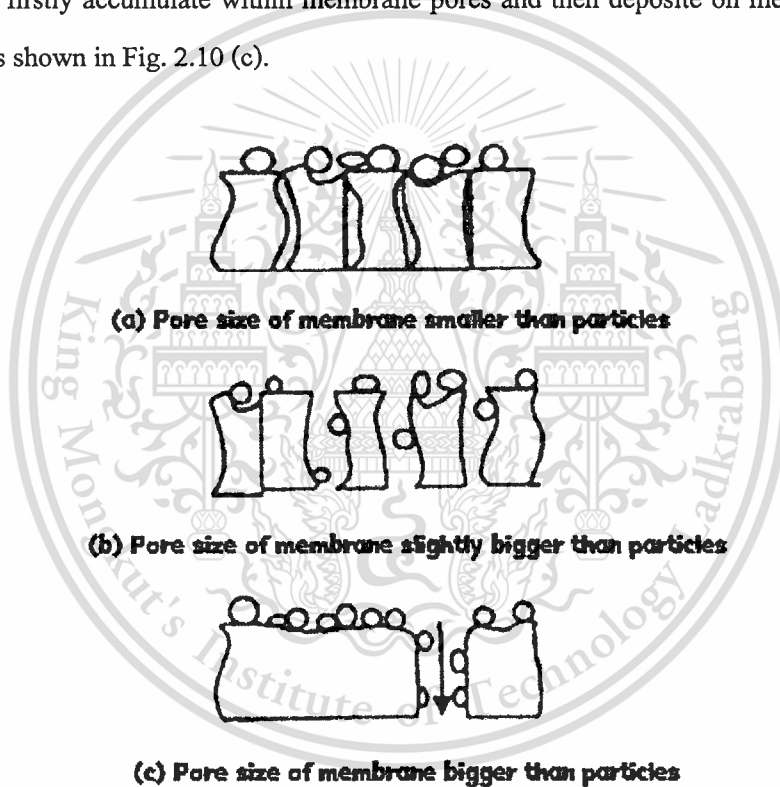 firstly accumulate within membrane pores and then deposite on me
s shown in Fig. 2.10 (c).
(a) Pore size of membrane smaller than particles
(b) Pore size of membrane slightly bigger than particles
(c) Pore size of membrane bigger than particles
King Mongkut's Institute of Technology Ladkrabang